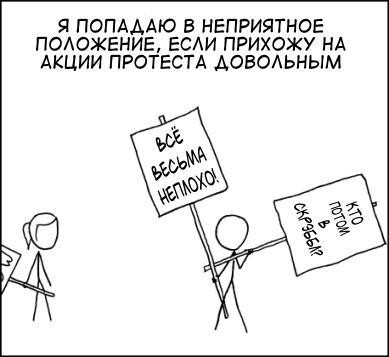 Я ПОПАДАЮ В НЕПРИЯТНОЕ
ПОЛОЖЕНИЕ, ЕСЛИ ПРИХОЖУ НА
АКЦИИ ПРОТЕСТА ДОВОЛЬНЫМ
ВСЁ
ВЕСЬМА
НЕПЛОХО!
КТО
ПОТОМ
В
СКРЭББЛ?